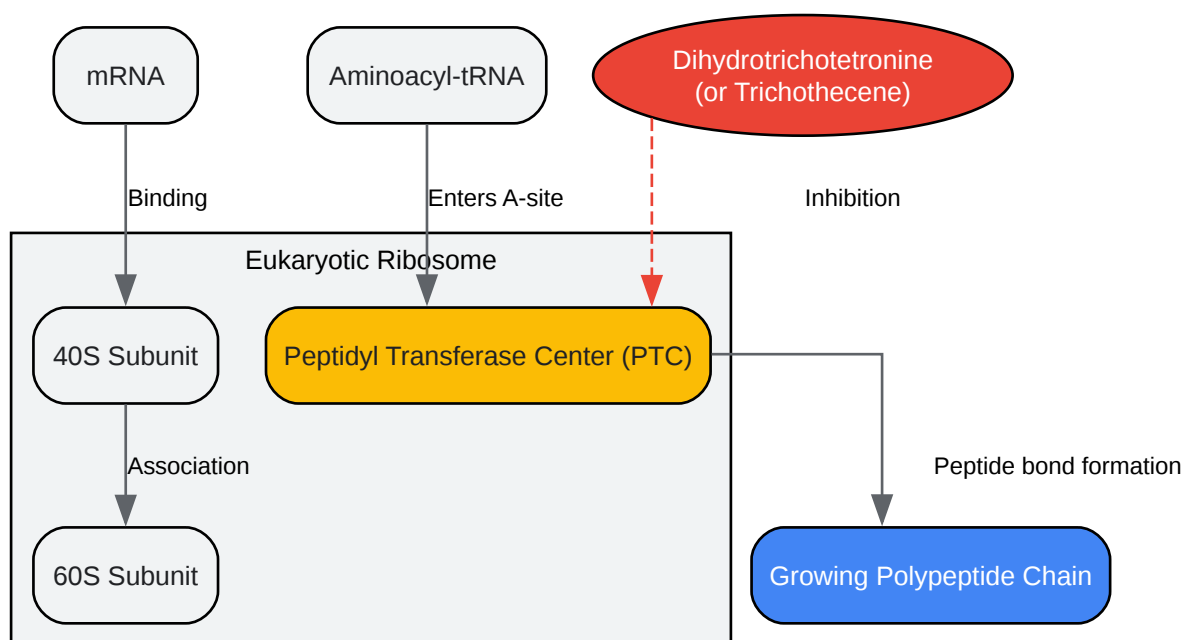 mRNA
Aminoacyl-tRNA
Dihydrotrichotetronine
(or Trichothecene)
Binding
Enters A-site
Inhibition
Eukaryotic Ribosome
40S Subunit
Peptidyl Transferase Center (PTC)
Association
Peptide bond formation
60S Subunit
Growing Polypeptide Chain